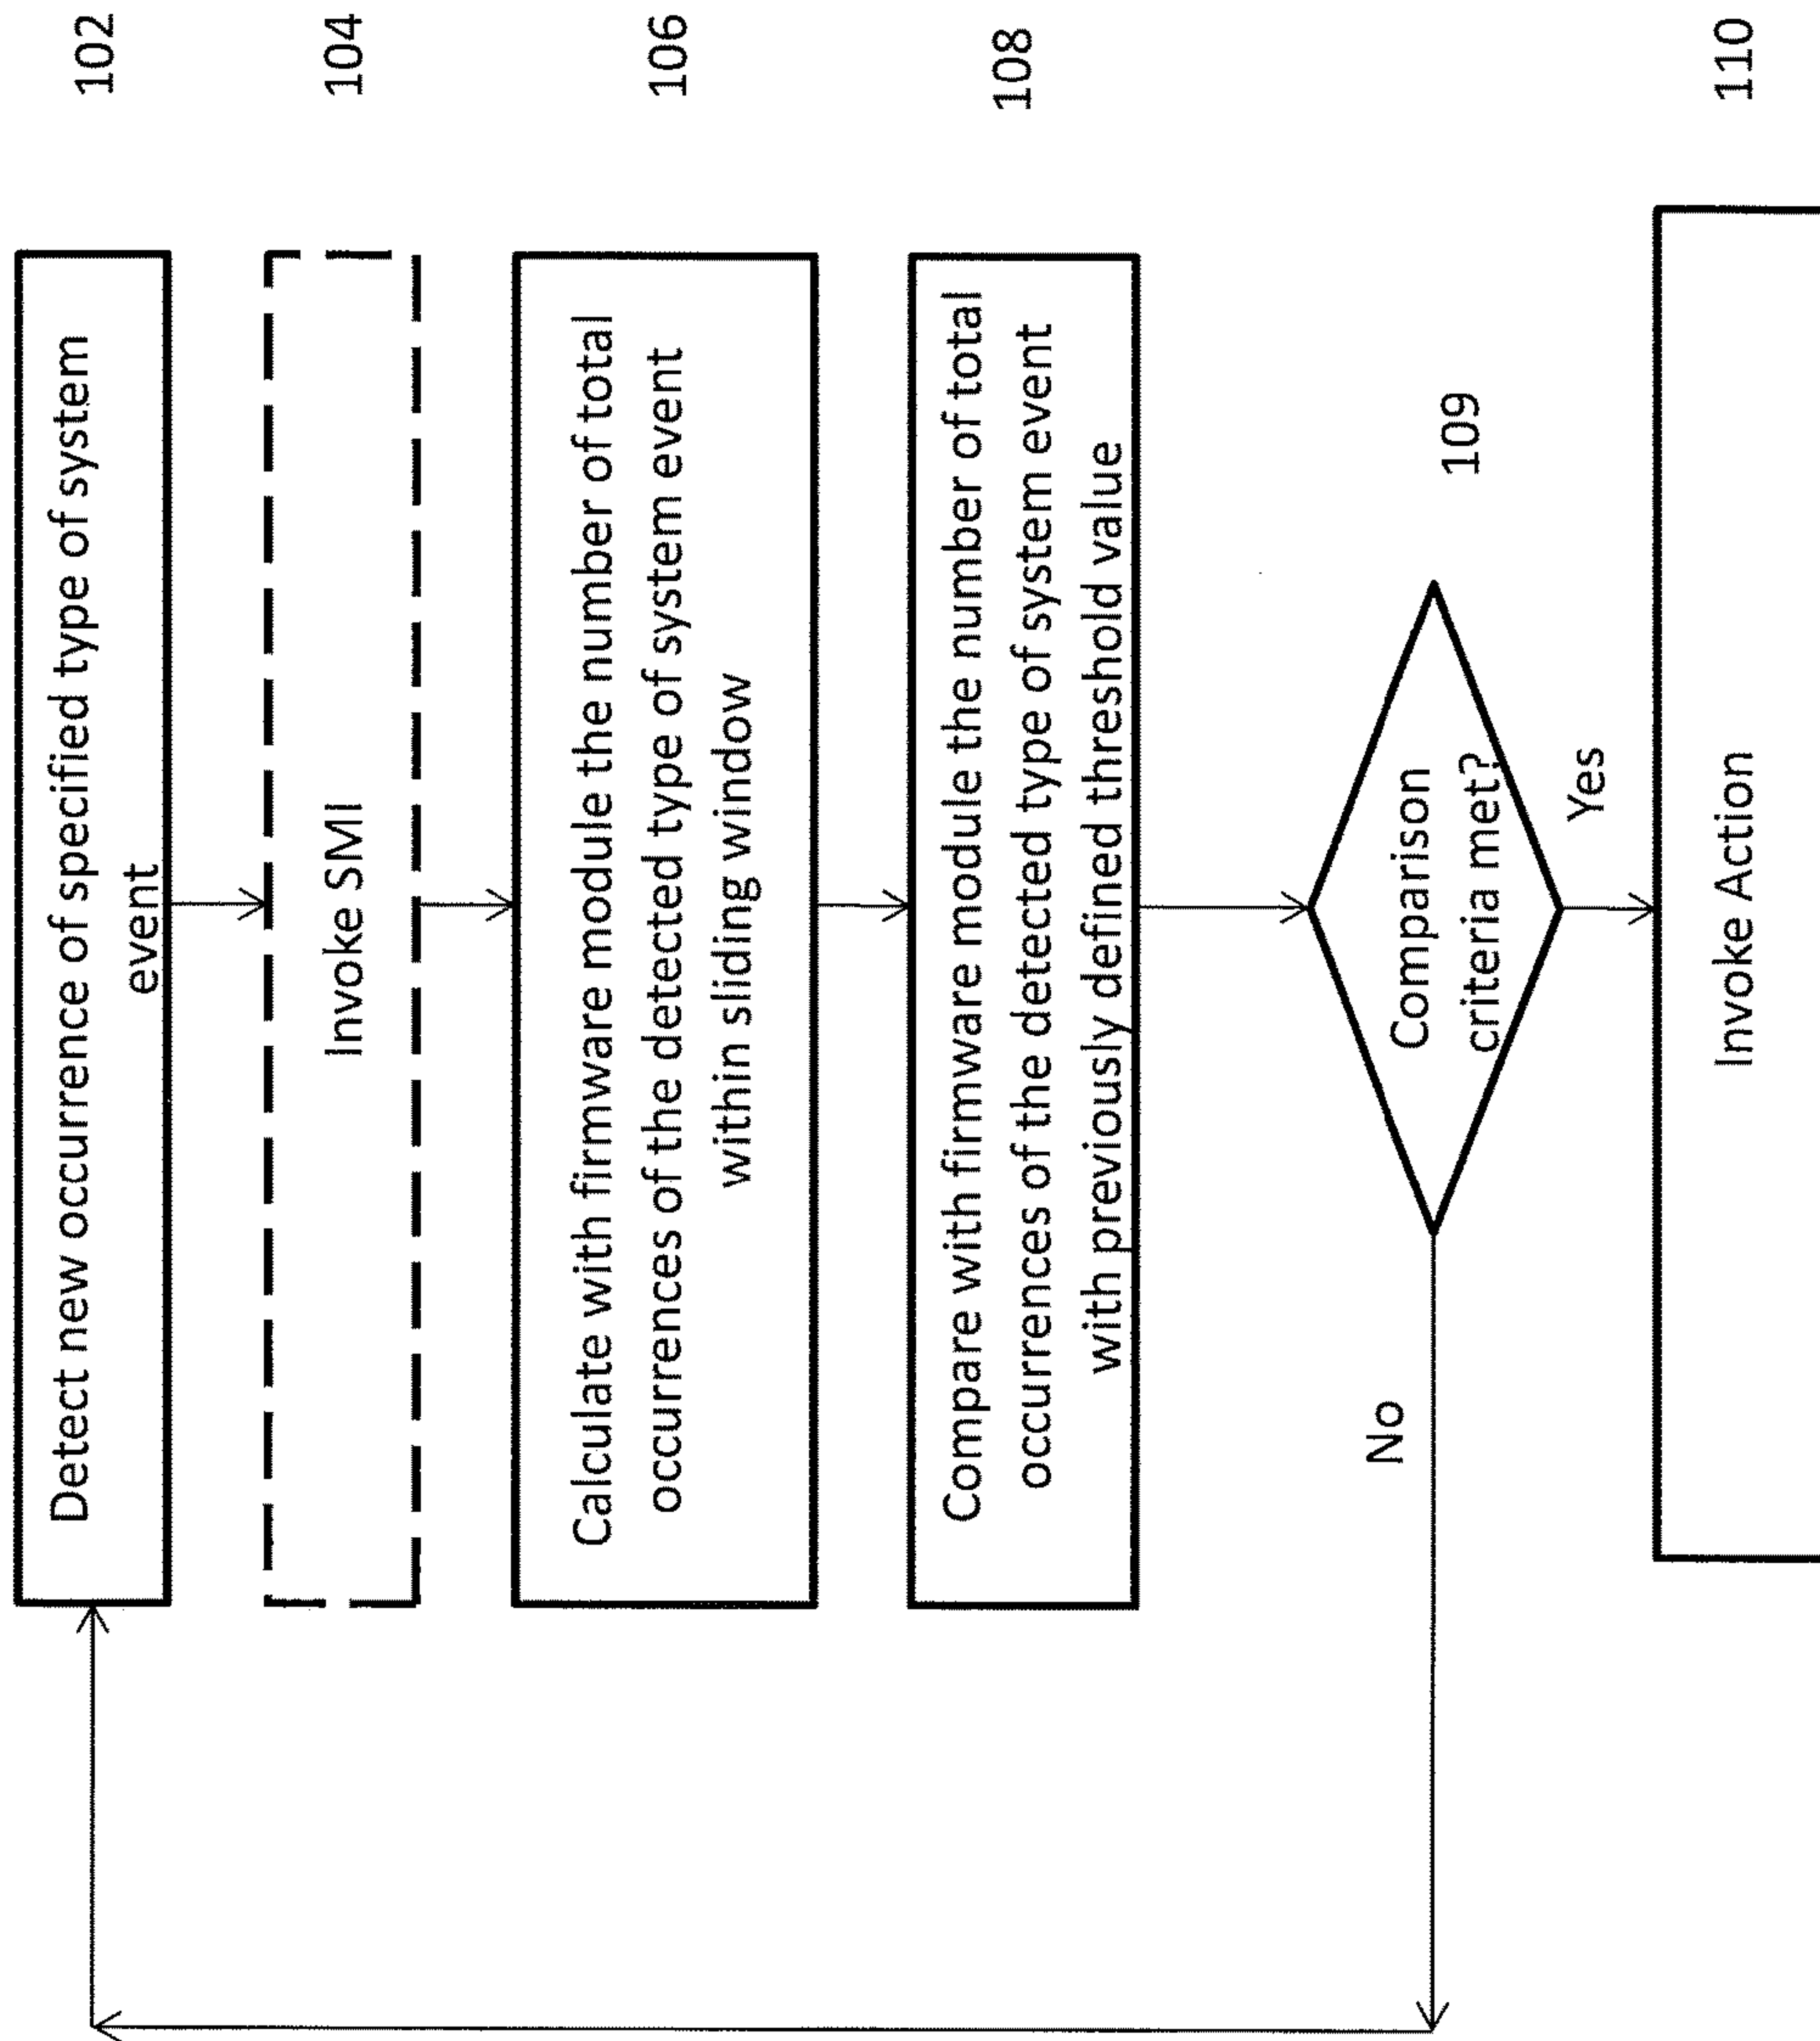 Detect new occurrence of specified type of system
event
102
Invoke SMI
104
Calculate with firmware module the number of total
occurrences of the detected type of system event
within sliding window
106
Compare with firmware module the number of total
occurrences of the detected type of system event
with previously defined threshold value
108
Comparison
criteria met?
109
No
Yes
Invoke Action
110